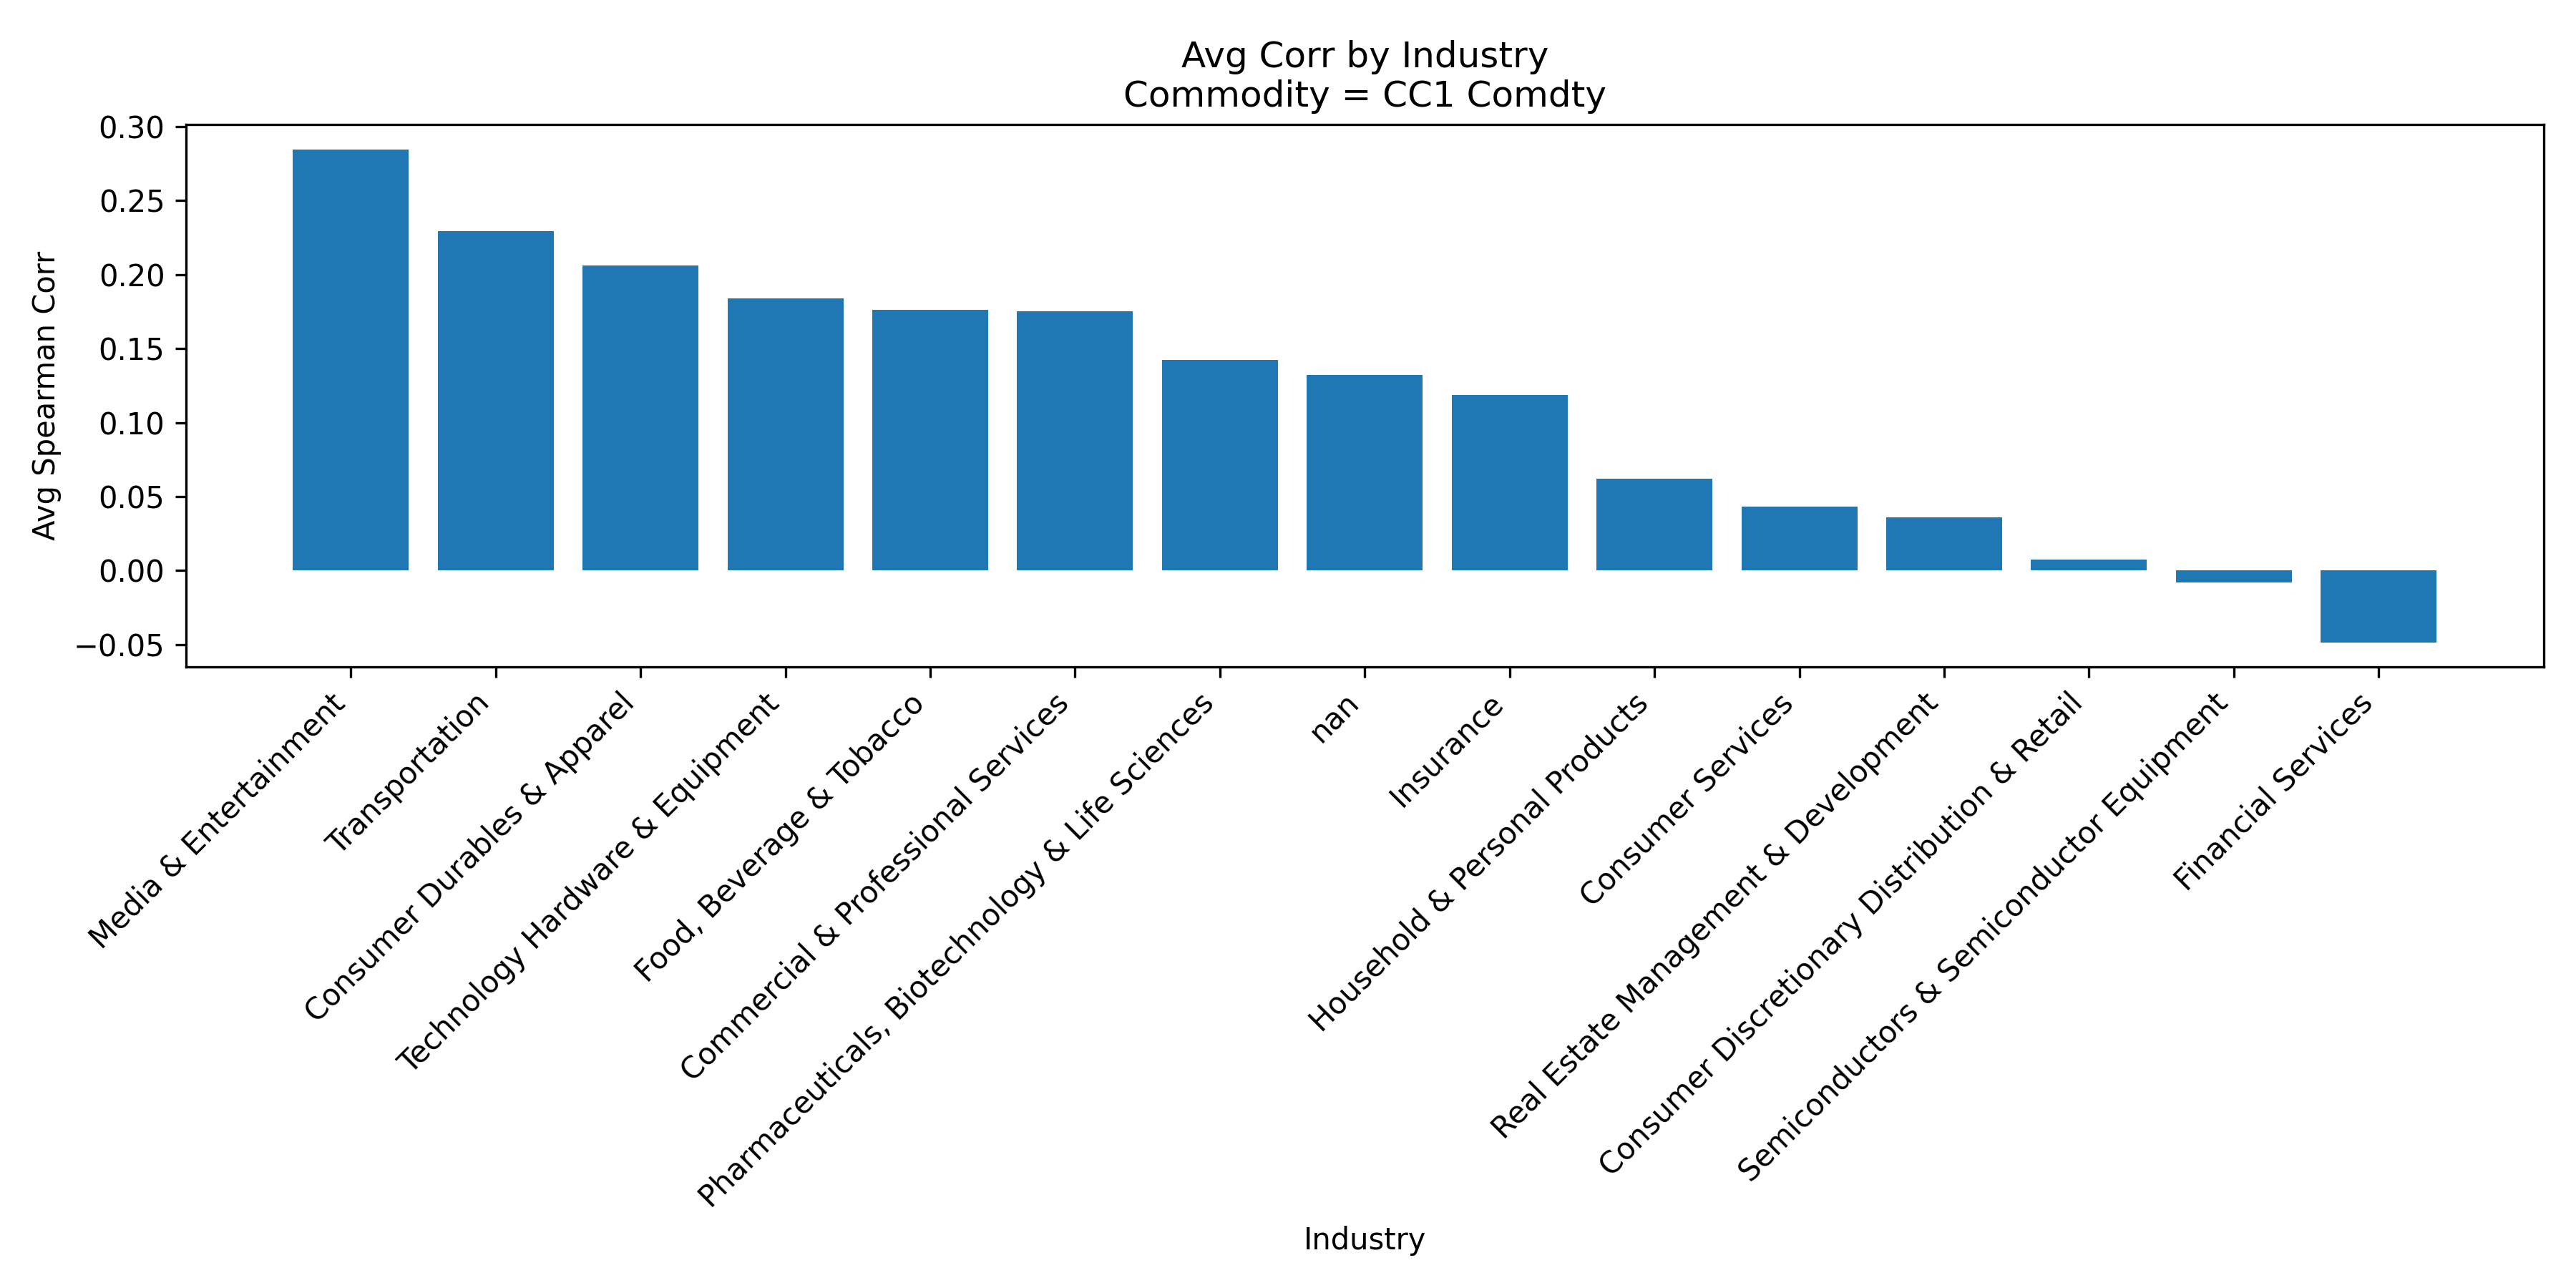 Avg Corr by Industry
Commodity = CC1 Comdty
Avg Spearman Corr
0.30
0.25
0.20
0.15
0.10
0.05
0.00
−0.05
Media & Entertainment
Transportation
Consumer Durables & Apparel
Technology Hardware & Equipment
Food, Beverage & Tobacco
Commercial & Professional Services
Pharmaceuticals, Biotechnology & Life Sciences
nan
Insurance
Household & Personal Products
Consumer Services
Real Estate Management & Development
Consumer Discretionary Distribution & Retail
Semiconductors & Semiconductor Equipment
Financial Services
Industry